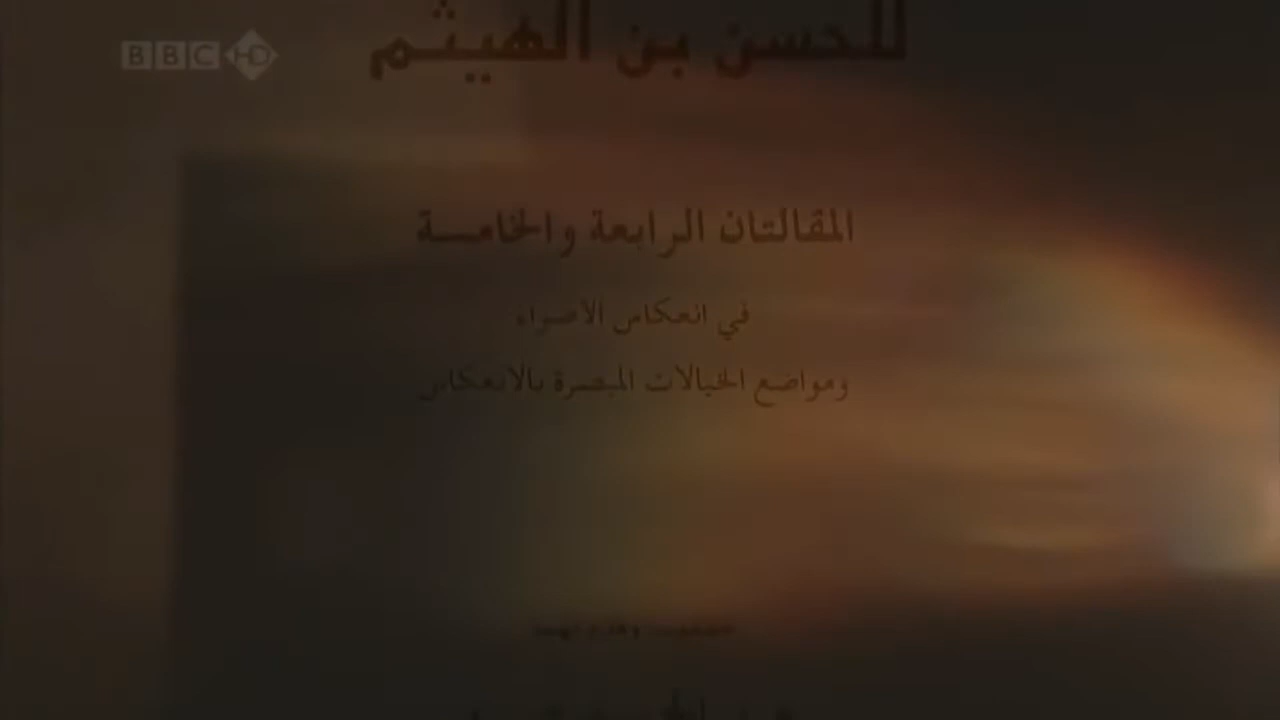 BBC HD
للحسن بن الهيثم
المقالتان الرابعة والخامسة
في انعكاس الأضواء
ومواضع الخيالات المبصرة بالانعكاس